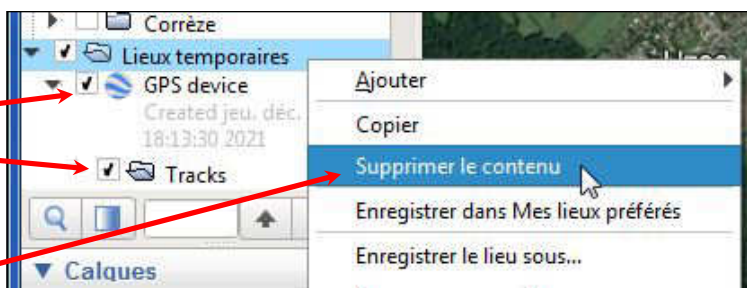 Corrèze
Lieux temporaires
GPS device
Created jeu. déc.
18:13:30 2021
Tracks
Calques
Ajouter
Copier
Supprimer le contenu
Enregistrer dans Mes lieux préférés
Enregistrer le lieu sous...